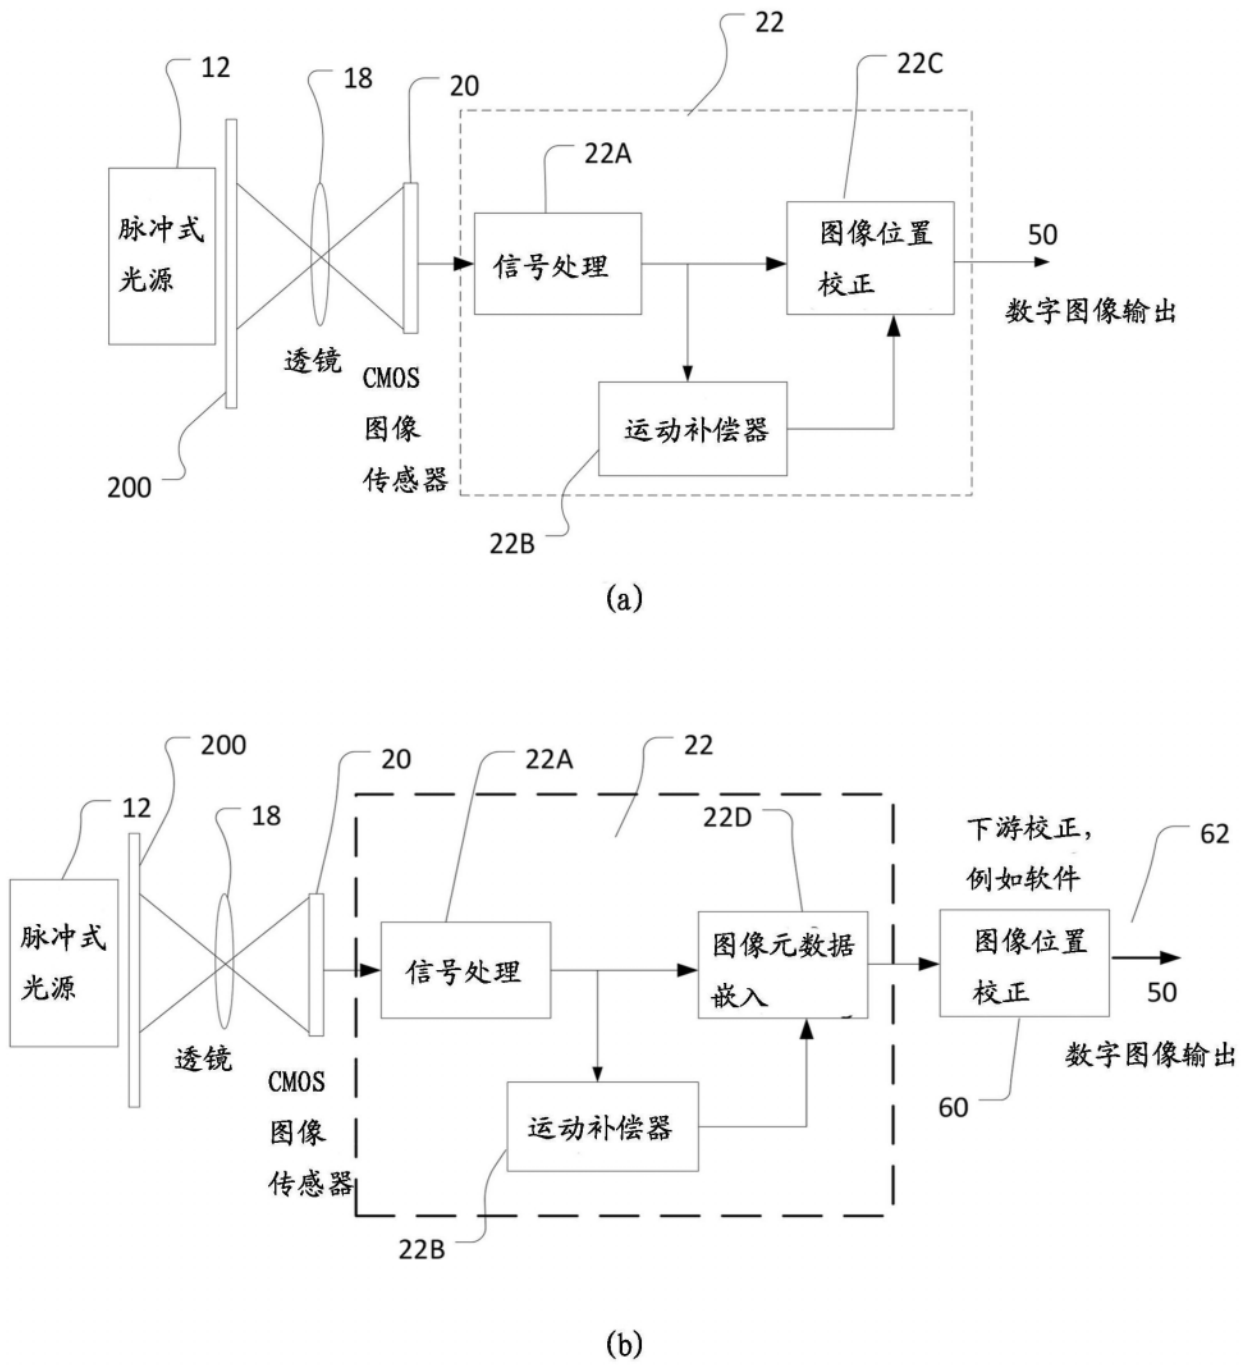 22
12
18
20
22C
22A
脉冲式
光源
信号处理
图像位置
校正
50
数字图像输出
透镜
CMOS
图像
传感器
运动补偿器
200
22B
(a)
200
20
22A
22
12
18
22D
下游校正，
例如软件
62
脉冲式
光源
信号处理
图像元数据
嵌入
图像位置
校正
50
数字图像输出
透镜
CMOS
图像
传感器
运动补偿器
60
22B
(b)